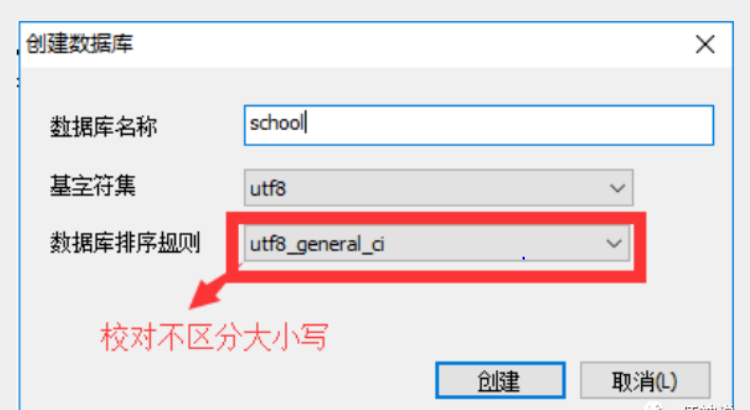 创建数据库
数据库名称 school
基字符集 utf8
数据库排序规则 utf8_general_ci
校对不区分大小写
创建 取消(L)